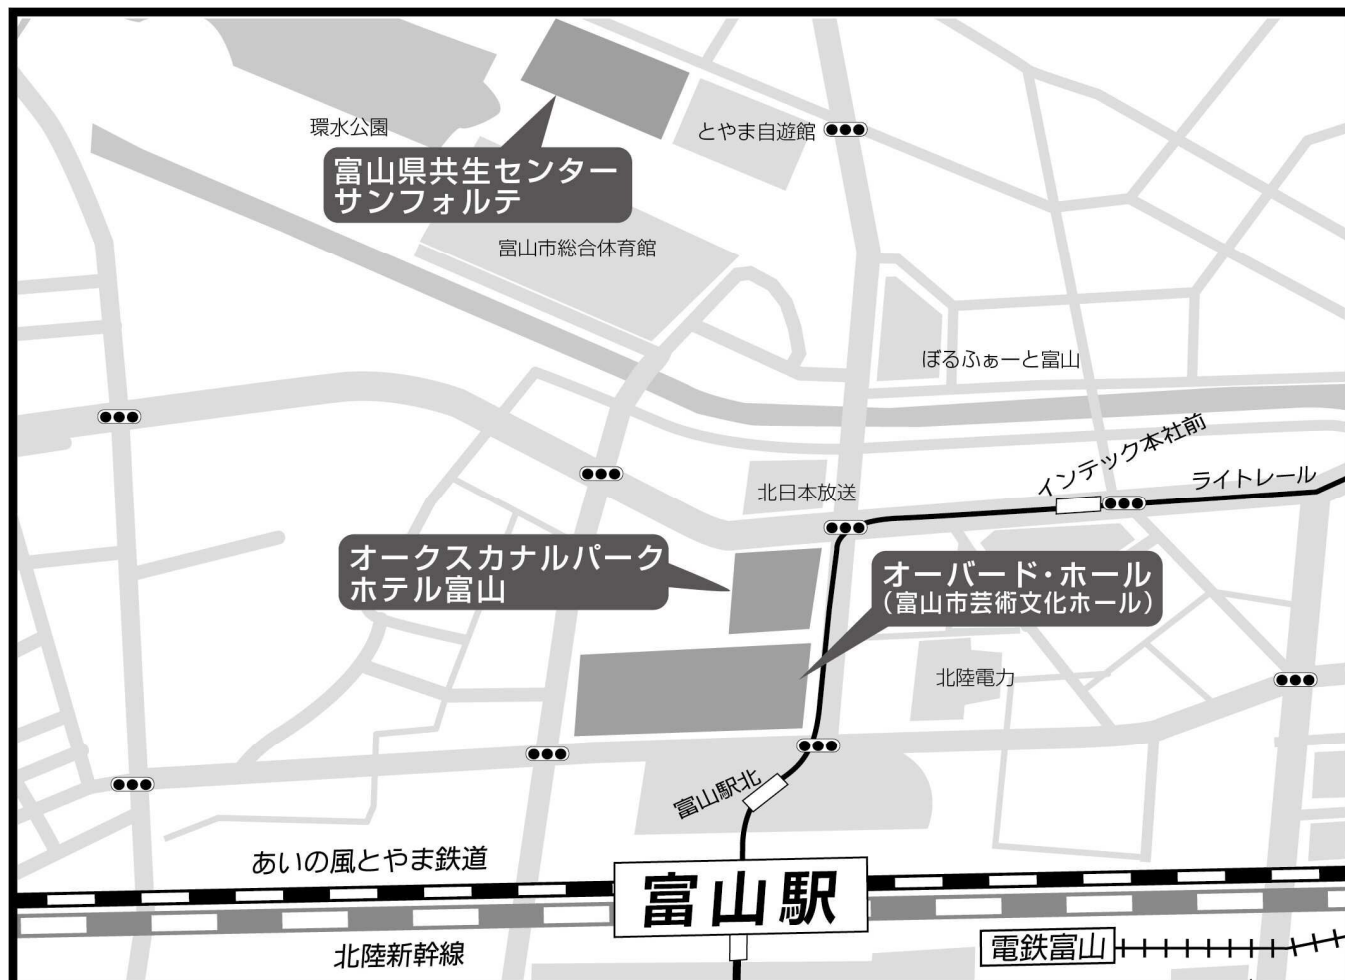 環水公園
とやま自遊館
富山県共生センター
サンフォルテ
富山市総合体育館
ぼるふぁーと富山
インテック本社前
ライトレール
北日本放送
オークスカナルパーク
ホテル富山
オーバード・ホール
(富山市芸術文化ホール)
北陸電力
富山駅北
あいの風とやま鉄道
富山駅
北陸新幹線
電鉄富山